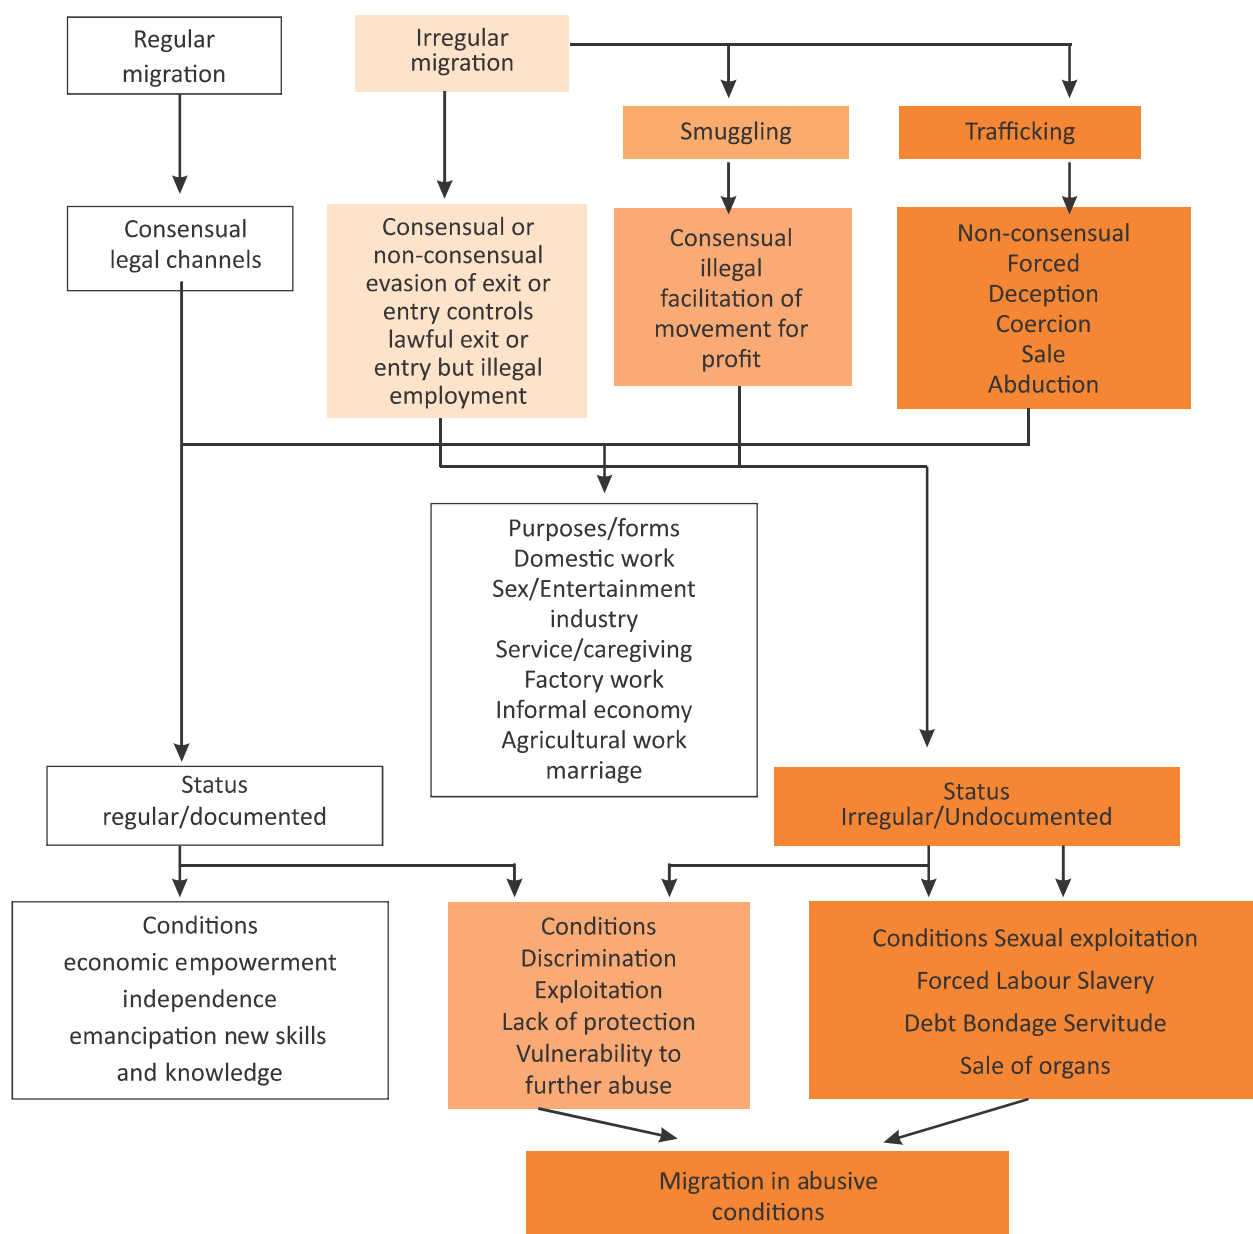 Regular
migration
Irregular
migration
Smuggling
Trafficking
Consensual
legal channels
Consensual or
non-consensual
evasion of exit or
entry controls
lawful exit or
entry but illegal
employment
Consensual
illegal
facilitation of
movement for
profit
Non-consensual
Forced
Deception
Coercion
Sale
Abduction
Purposes/forms
Domestic work
Sex/Entertainment
industry
Service/caregiving
Factory work
Informal economy
Agricultural work
marriage
Status
regular/documented
Status
Irregular/Undocumented
Conditions
economic empowerment
independence
emancipation new skills
and knowledge
Conditions
Discrimination
Exploitation
Lack of protection
Vulnerability to
further abuse
Conditions Sexual exploitation
Forced Labour Slavery
Debt Bondage Servitude
Sale of organs
Migration in abusive
conditions